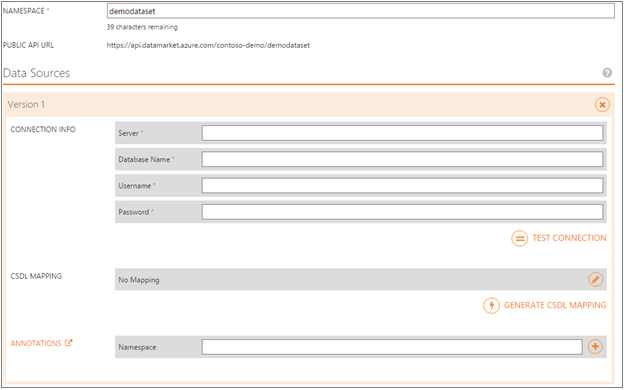 NAMESPACE * demodataset
39 characters remaining
PUBLIC API URL https://api.datamarket.azure.com/contoso-demo/demodataset
Data Sources ?
Version 1
CONNECTION INFO Server *
Database Name *
Username *
Password *
TEST CONNECTION
CSDL MAPPING No Mapping
GENERATE CSDL MAPPING
ANNOTATIONS Namespace